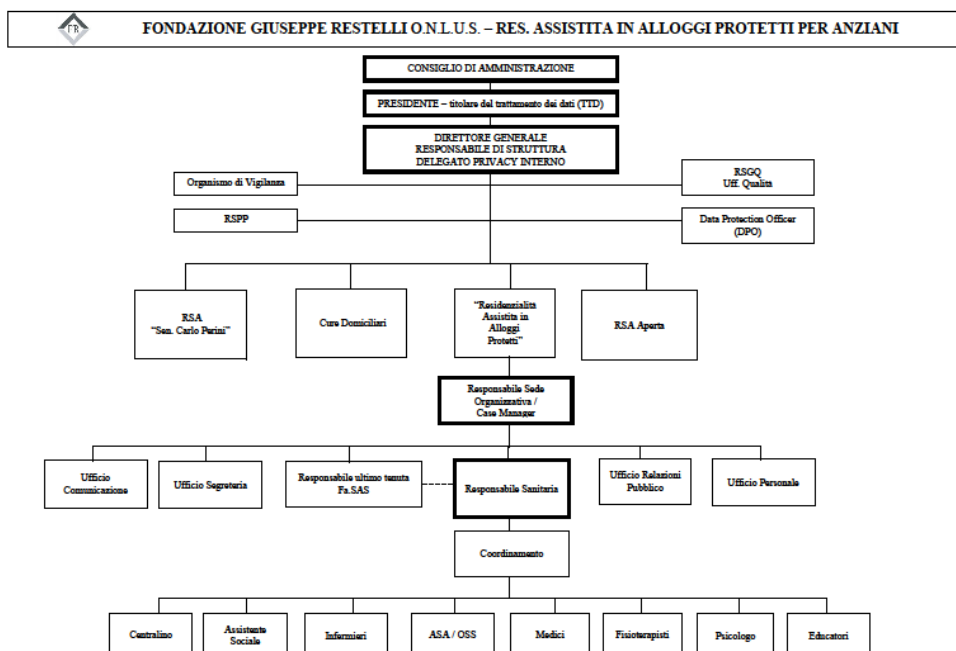 FR
FONDAZIONE GIUSEPPE RESTELLI O.N.L.U.S. – RES. ASSISTITA IN ALLOGGI PROTETTI PER ANZIANI
CONSIGLIO DI AMMINISTRAZIONE
PRESIDENTE – titolare del trattamento dei dati (TTD)
DIRETTORE GENERALE
RESPONSABILE DI STRUTTURA
DELEGATO PRIVACY INTERNO
Organismo di Vigilanza
RSGQ
Uff. Qualità
RSPP
Data Protection Officer
(DPO)
RSA
"Sen. Carlo Perini"
Cure Domiciliari
"Residenzialità
Assistita in
Alloggi
Protetti"
RSA Aperta
Responsabile Sede
Organizzativa /
Case Manager
Ufficio
Comunicazione
Ufficio Segreteria
Responsabile ultimo tenuta
Fa.SAS
Responsabile Sanitaria
Ufficio Relazioni
Pubblico
Ufficio Personale
Coordinamento
Centralino
Assistente
Sociale
Infermieri
ASA / OSS
Medici
Fisioterapisti
Psicologo
Educatori